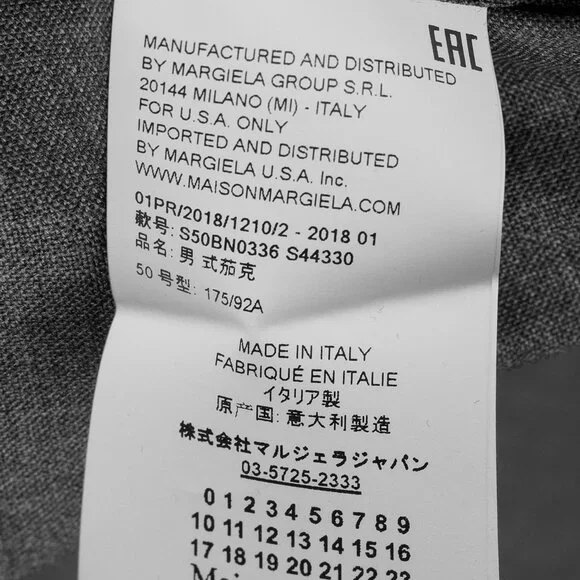 EAC
MANUFACTURED AND DISTRIBUTED
BY MARGIELA GROUP S.R.L.
20144 MILANO (MI) - ITALY
FOR U.S.A. ONLY
IMPORTED AND DISTRIBUTED
BY MARGIELA U.S.A. Inc.
WWW.MAISONMARGIELA.COM
01PR/2018/1210/2 - 2018 01
款号: S50BN0336 S44330
品名: 男 式茄克
50 号型: 175/92A
MADE IN ITALY
FABRIQUÉ EN ITALIE
イタリア製
原产国: 意大利製造
株式会社マルジェラジャパン
03-5725-2333
0 1 2 3 4 5 6 7 8 9
10 11 12 13 14 15 16
17 18 19 20 21 22 23